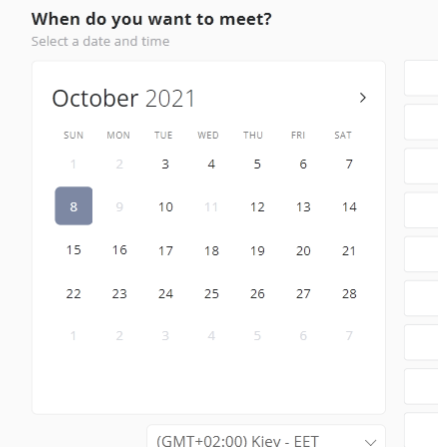 When do you want to meet?
Select a date and time
October 2021
SUN MON TUE WED THU FRI SAT
1 2 3 4 5 6 7
8 9 10 11 12 13 14
15 16 17 18 19 20 21
22 23 24 25 26 27 28
1 2 3 4 5 6 7
(GMT+02:00) Kiev - EET